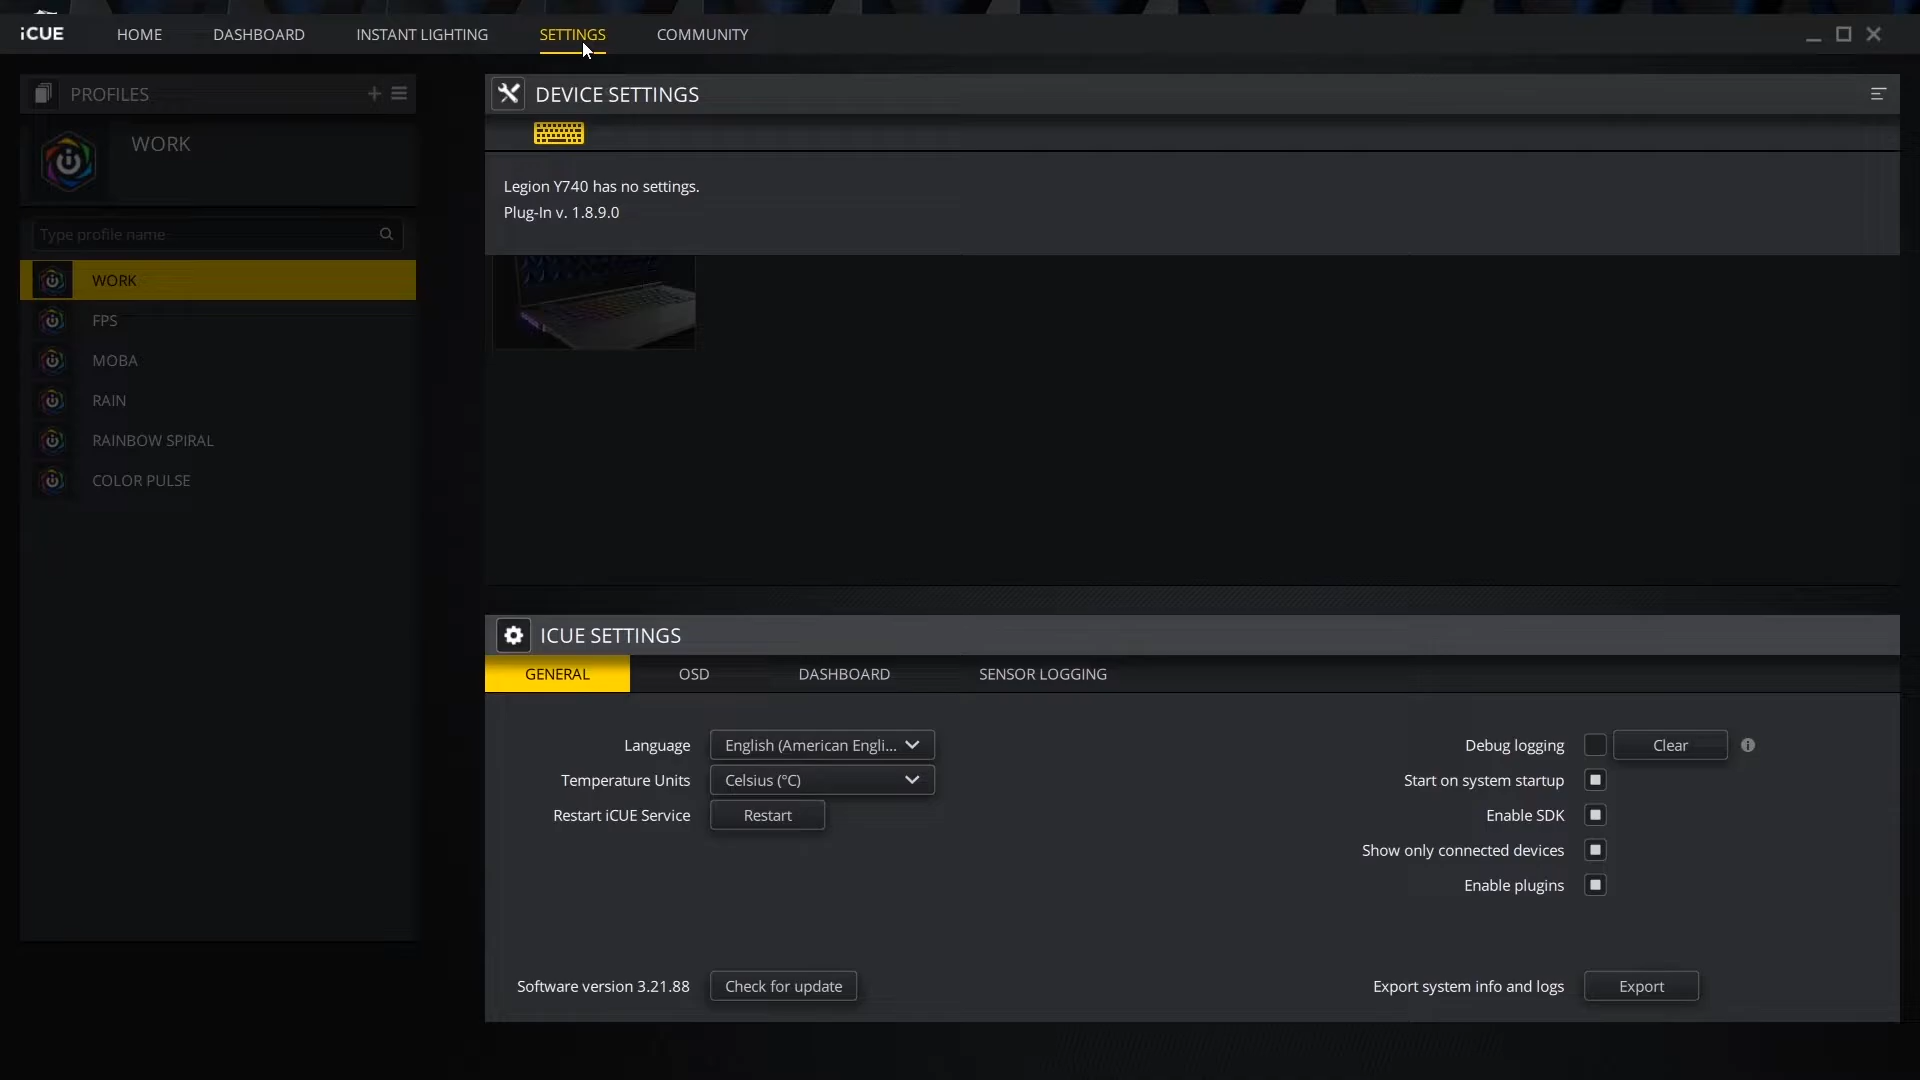 iCUE HOME DASHBOARD INSTANT LIGHTING SETTINGS COMMUNITY
PROFILES
WORK
Type profile name
WORK
FPS
MOBA
RAIN
RAINBOW SPIRAL
COLOR PULSE
DEVICE SETTINGS
Legion Y740 has no settings.
Plug-In v. 1.8.9.0
ICUE SETTINGS
GENERAL OSD DASHBOARD SENSOR LOGGING
Language English (American Engli...
Temperature Units Celsius (°C)
Restart iCUE Service Restart
Debug logging Clear
Start on system startup
Enable SDK
Show only connected devices
Enable plugins
Software version 3.21.88 Check for update
Export system info and logs Export